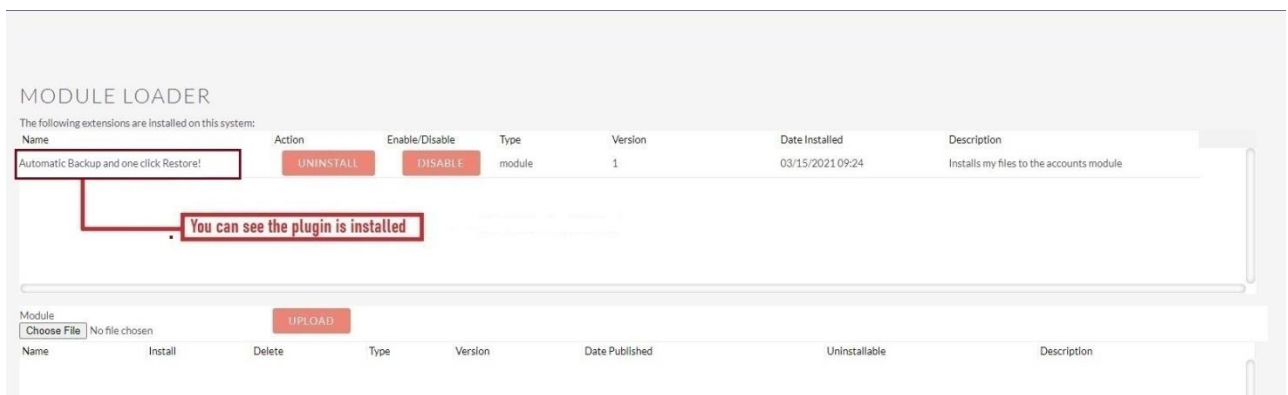 MODULE LOADER
The following extensions are installed on this system:
Name Action Enable/Disable Type Version Date Installed Description
Automatic Backup and one click Restore! UNINSTALL DISABLE module 1 03/15/2021 09:24 Installs my files to the accounts module
You can see the plugin is installed
Module
Choose File No file chosen UPLOAD
Name Install Delete Type Version Date Published Uninstallable Description